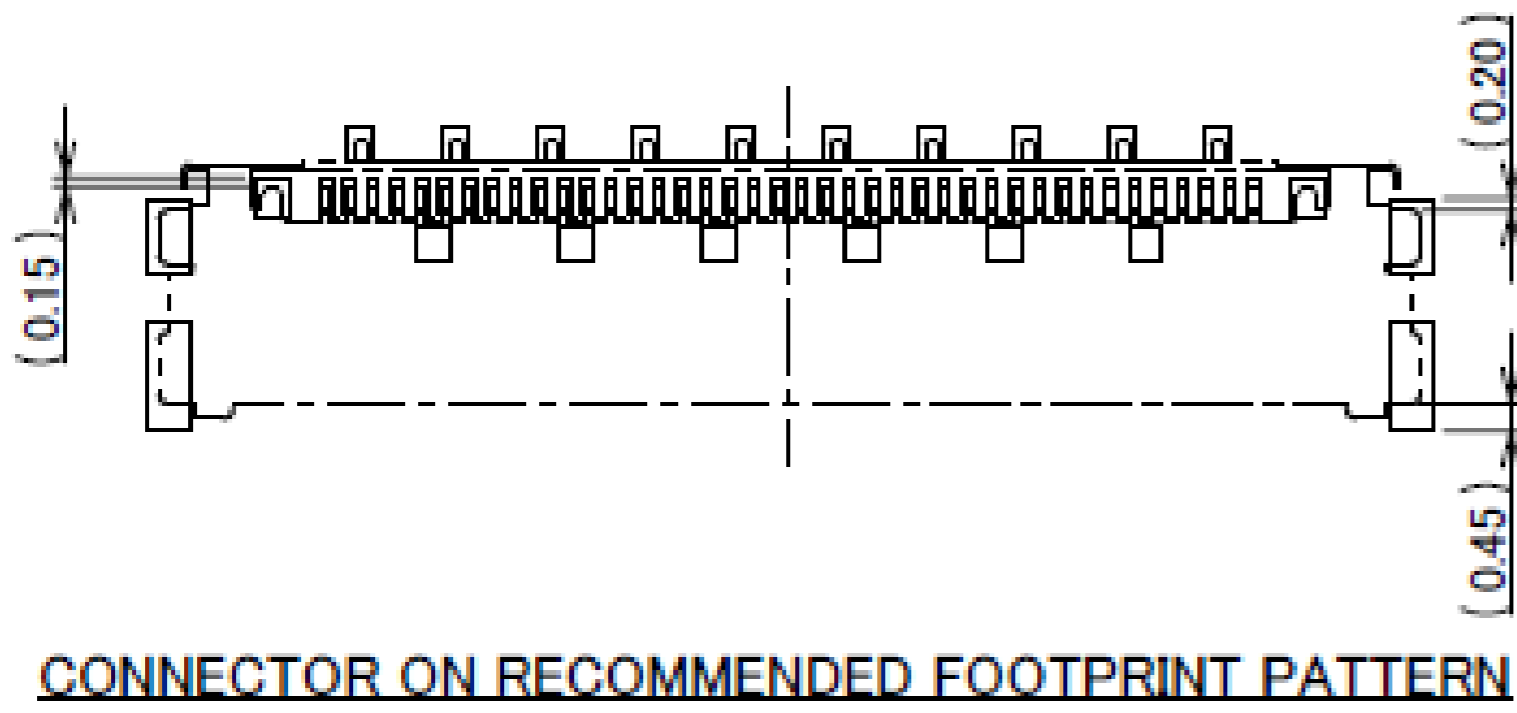 ( 0.20 )
( 0.15 )
( 0.45 )
CONNECTOR ON RECOMMENDED FOOTPRINT PATTERN